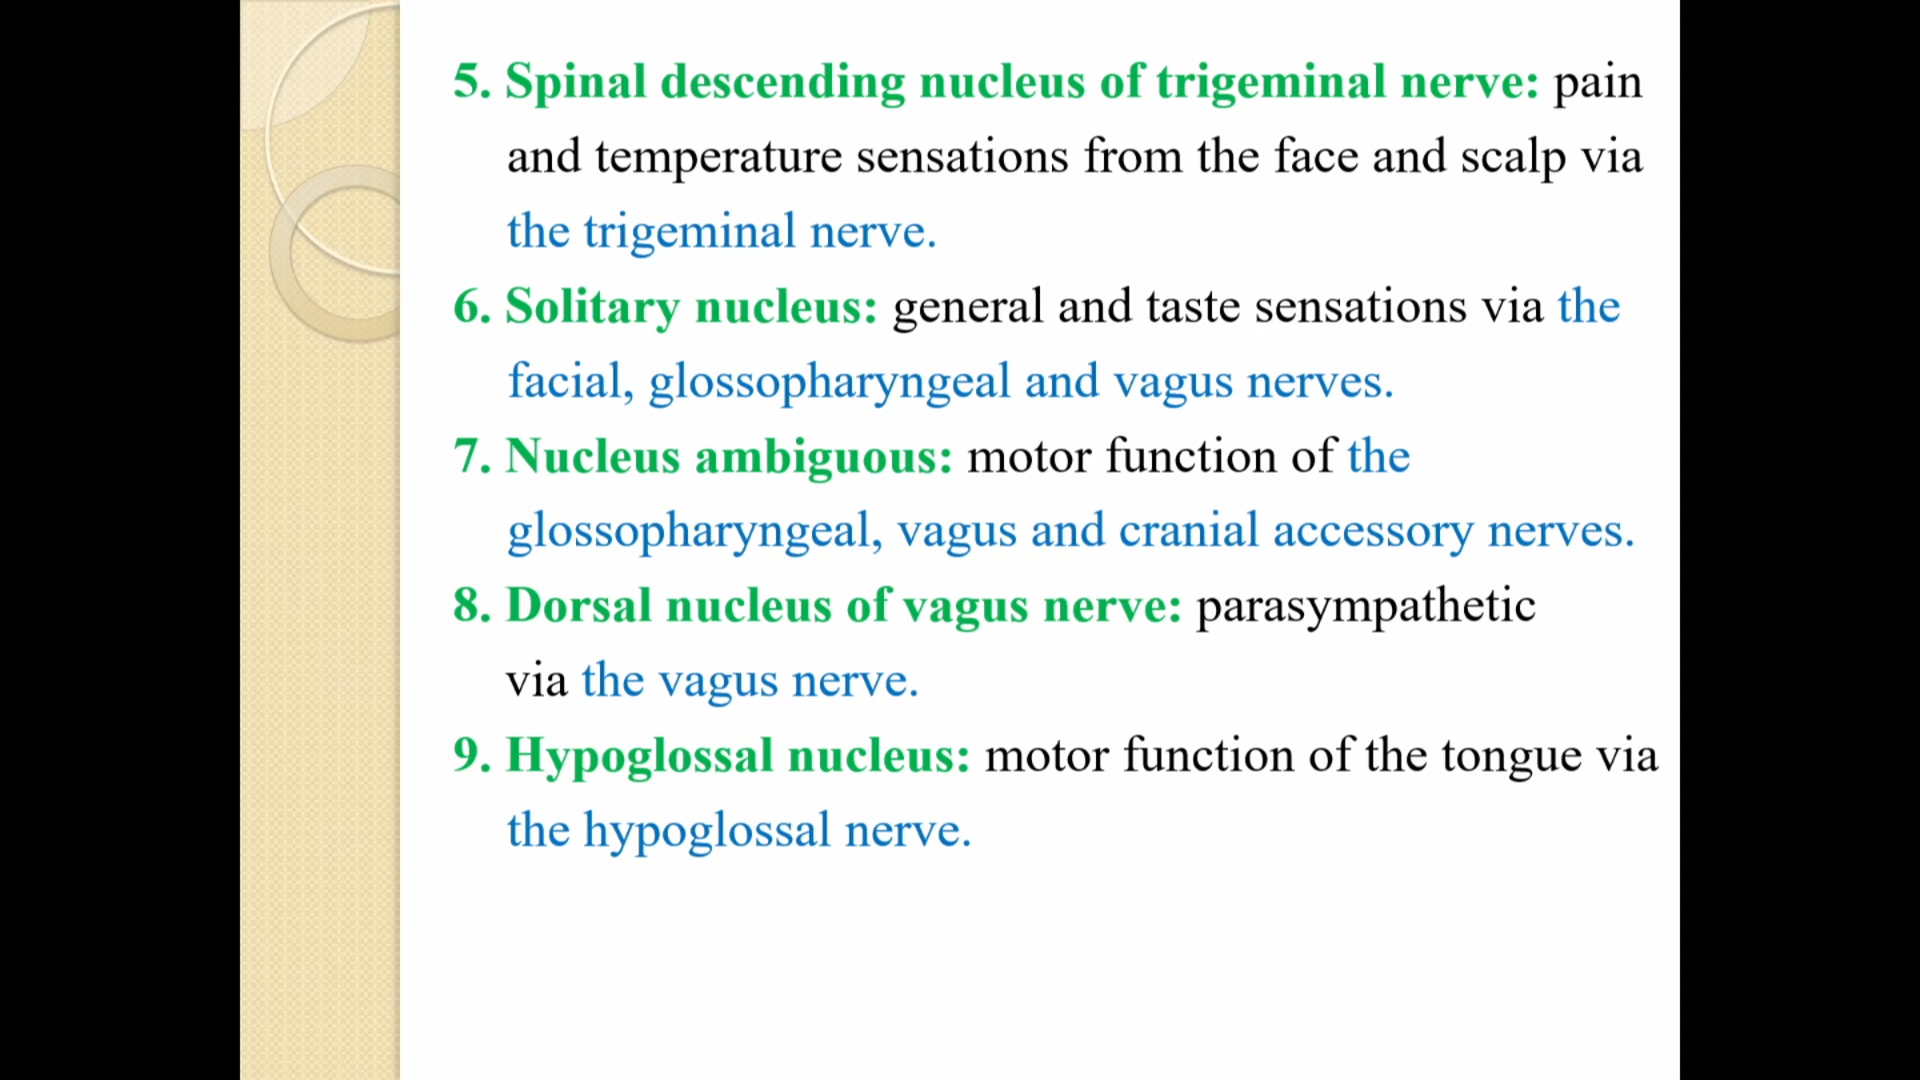 5. Spinal descending nucleus of trigeminal nerve: pain
and temperature sensations from the face and scalp via
the trigeminal nerve.
6. Solitary nucleus: general and taste sensations via the
facial, glossopharyngeal and vagus nerves.
7. Nucleus ambiguous: motor function of the
glossopharyngeal, vagus and cranial accessory nerves.
8. Dorsal nucleus of vagus nerve: parasympathetic
via the vagus nerve.
9. Hypoglossal nucleus: motor function of the tongue via
the hypoglossal nerve.